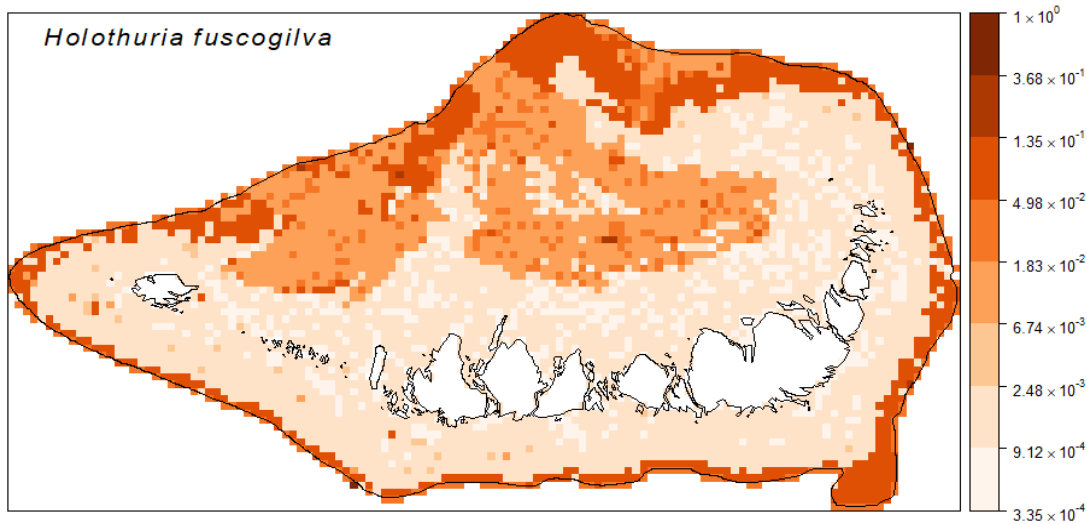 Holothuria fuscogilva
1 × 10⁰
3.68 × 10⁻¹
1.35 × 10⁻¹
4.98 × 10⁻²
1.83 × 10⁻²
6.74 × 10⁻³
2.48 × 10⁻³
9.12 × 10⁻⁴
3.35 × 10⁻⁴